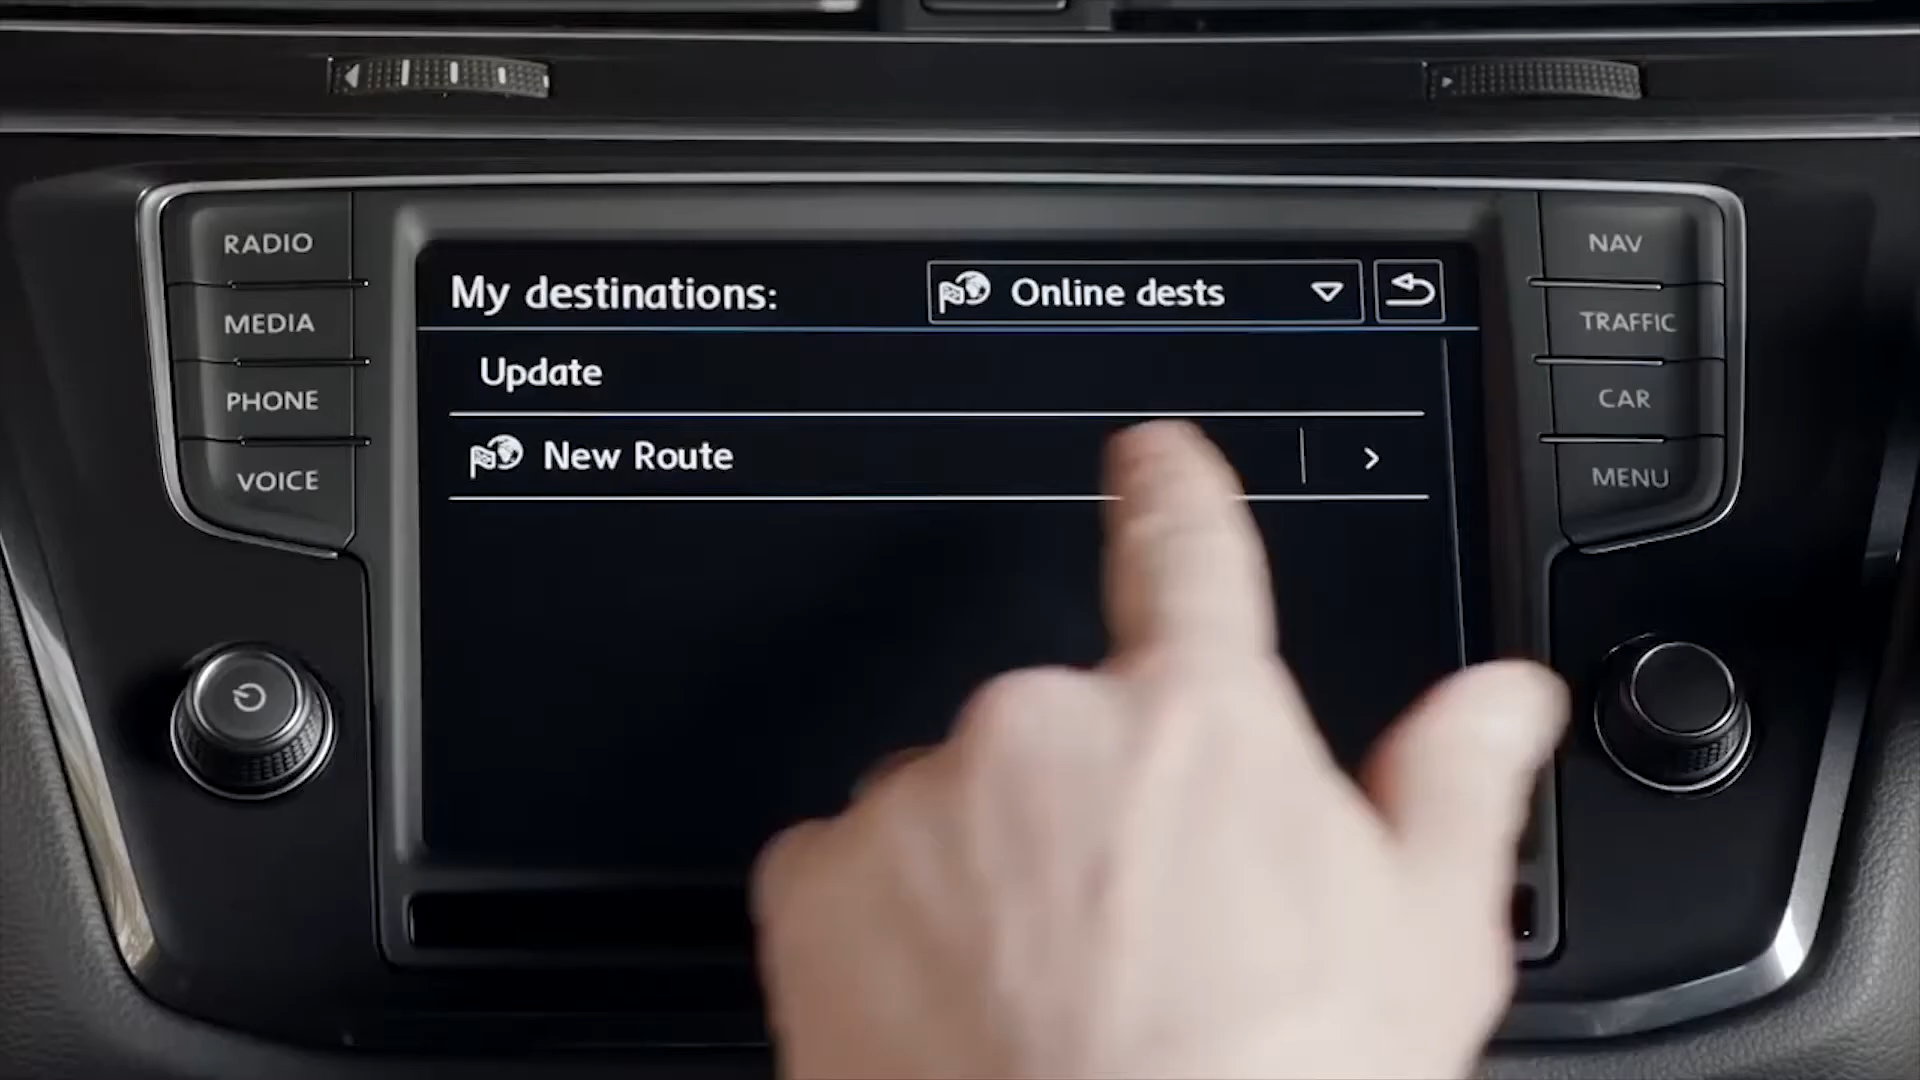 RADIO
MEDIA
PHONE
VOICE
My destinations:
Online dests
Update
New Route
NAV
TRAFFIC
CAR
MENU